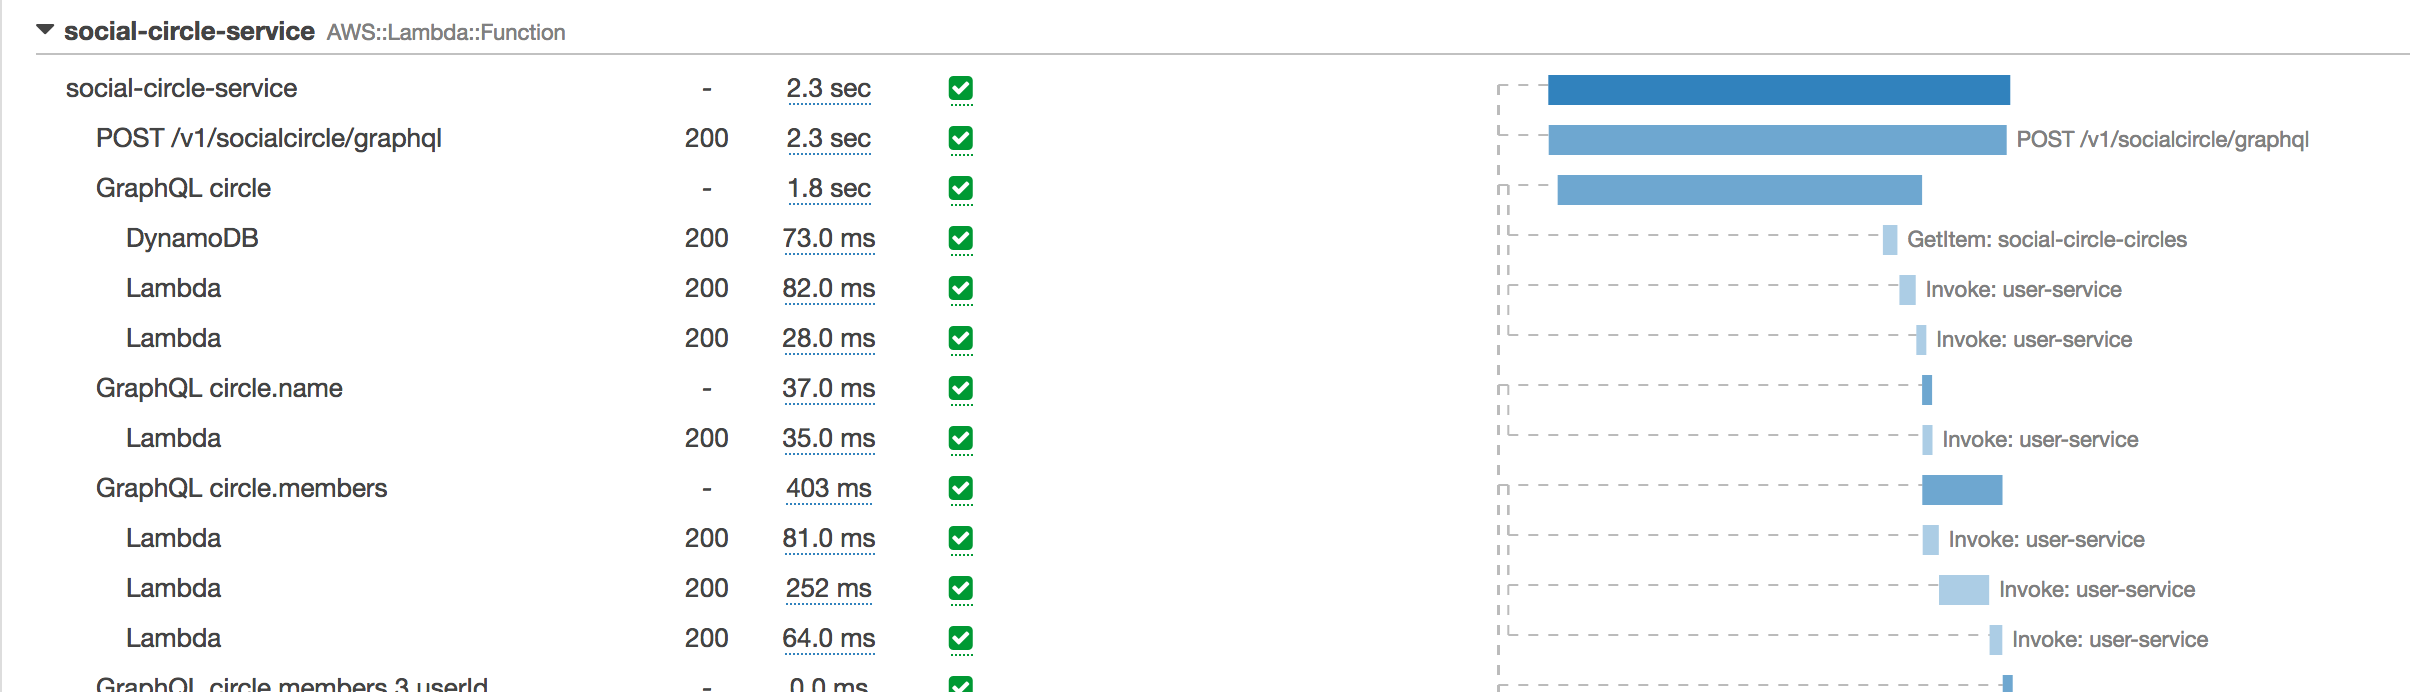 social-circle-service AWS::Lambda::Function
social-circle-service - 2.3 sec
POST /v1/socialcircle/graphql 200 2.3 sec POST /v1/socialcircle/graphql
GraphQL circle - 1.8 sec
DynamoDB 200 73.0 ms GetItem: social-circle-circles
Lambda 200 82.0 ms Invoke: user-service
Lambda 200 28.0 ms Invoke: user-service
GraphQL circle.name - 37.0 ms
Lambda 200 35.0 ms Invoke: user-service
GraphQL circle.members - 403 ms
Lambda 200 81.0 ms Invoke: user-service
Lambda 200 252 ms Invoke: user-service
Lambda 200 64.0 ms Invoke: user-service
GraphQL circle.members.3.userId - 0.0 ms